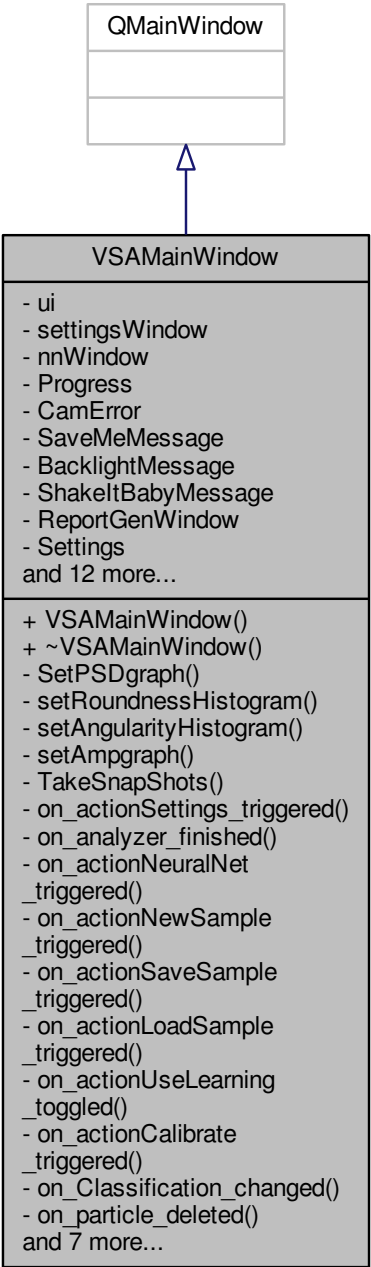 QMainWindow
VSAMainWindow
- ui
- settingsWindow
- nnWindow
- Progress
- CamError
- SaveMeMessage
- BacklightMessage
- ShakeItBabyMessage
- ReportGenWindow
- Settings
and 12 more...
+ VSAMainWindow()
+ ~VSAMainWindow()
- SetPSDgraph()
- setRoundnessHistogram()
- setAngularityHistogram()
- setAmpgraph()
- TakeSnapShots()
- on_actionSettings_triggered()
- on_analyzer_finished()
- on_actionNeuralNet
_triggered()
- on_actionNewSample
_triggered()
- on_actionSaveSample
_triggered()
- on_actionLoadSample
_triggered()
- on_actionUseLearning
_toggled()
- on_actionCalibrate
_triggered()
- on_Classification_changed()
- on_particle_deleted()
and 7 more...